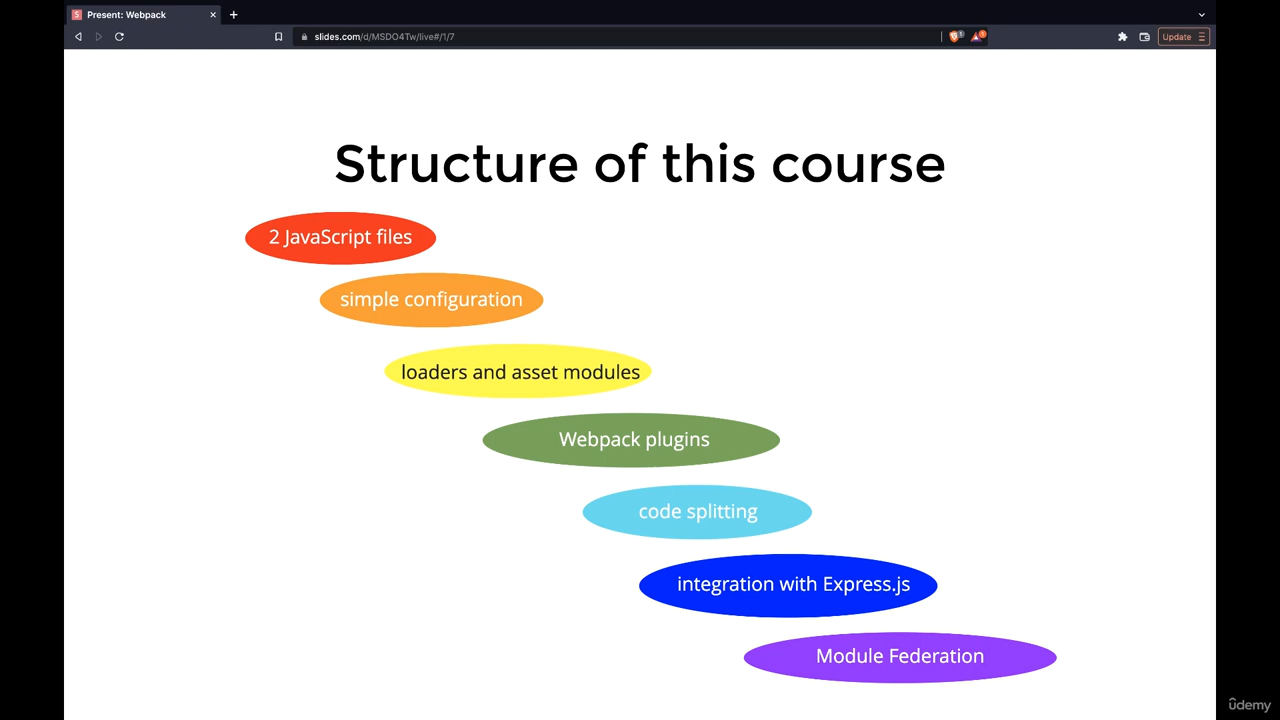 Present: Webpack
slides.com/d/MSDO4Tw/live#/1/7
Update
Structure of this course
2 JavaScript files
simple configuration
loaders and asset modules
Webpack plugins
code splitting
integration with Express.js
Module Federation
ûdemy